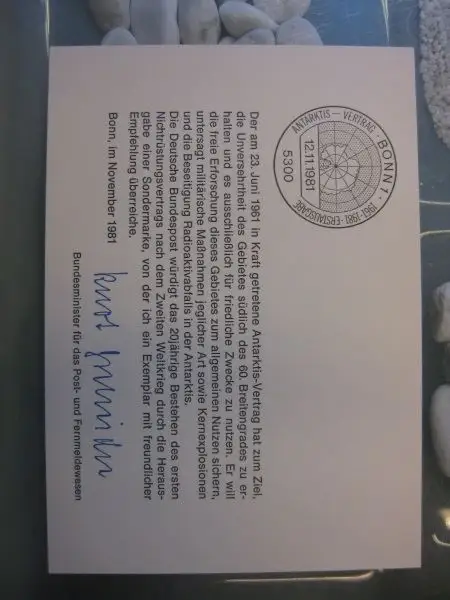 ANTARKTIS – VERTRAG · BONN 1 · 1961-1981 · ERSTAUSGABE
12.11.1981
5300
Der am 23 Juni 1961 in Kraft getretene Antarktis-Vertrag hat zum Ziel,
die Unversehrtheit des Gebietes südlich des 60. Breitengrades zu er-
halten und es ausschließlich für friedliche Zwecke zu nutzen. Er will
die freie Erforschung dieses Gebietes zum allgemeinen Nutzen sichern,
untersagt militärische Maßnahmen jeglicher Art sowie Kernexplosionen
und die Beseitigung Radioaktivabfalls in der Antarktis.
Die Deutsche Bundespost würdigt das 20jährige Bestehen des ersten
Nichtrüstungsvertrags nach dem Zweiten Weltkrieg durch die Heraus-
gabe einer Sondermarke, von der ich ein Exemplar mit freundlicher
Empfehlung überreiche.
Bonn, im November 1981
Bundesminister für das Post- und Fernmeldewesen